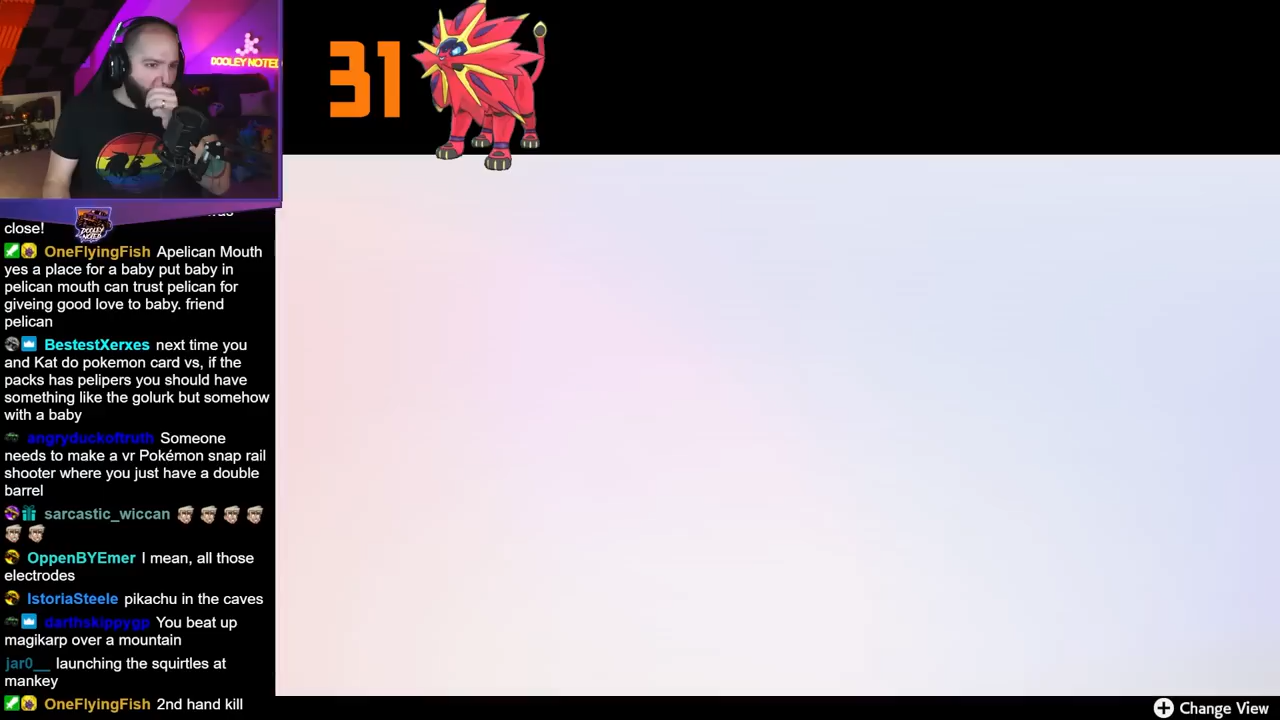 DOOLEY NOTED
31
DOOLEY
NOTED
close!
OneFlyingFish Apelican Mouth
yes a place for a baby put baby in
pelican mouth can trust pelican for
giveing good love to baby. friend
pelican
BestestXerxes next time you
and Kat do pokemon card vs, if the
packs has pelipers you should have
something like the golurk but somehow
with a baby
angryduckoftruth Someone
needs to make a vr Pokémon snap rail
shooter where you just have a double
barrel
sarcastic_wiccan
OppenBYEmer I mean, all those
electrodes
IstoriaSteele pikachu in the caves
darthskippygp You beat up
magikarp over a mountain
jar0__ launching the squirtles at
mankey
OneFlyingFish 2nd hand kill
Change View